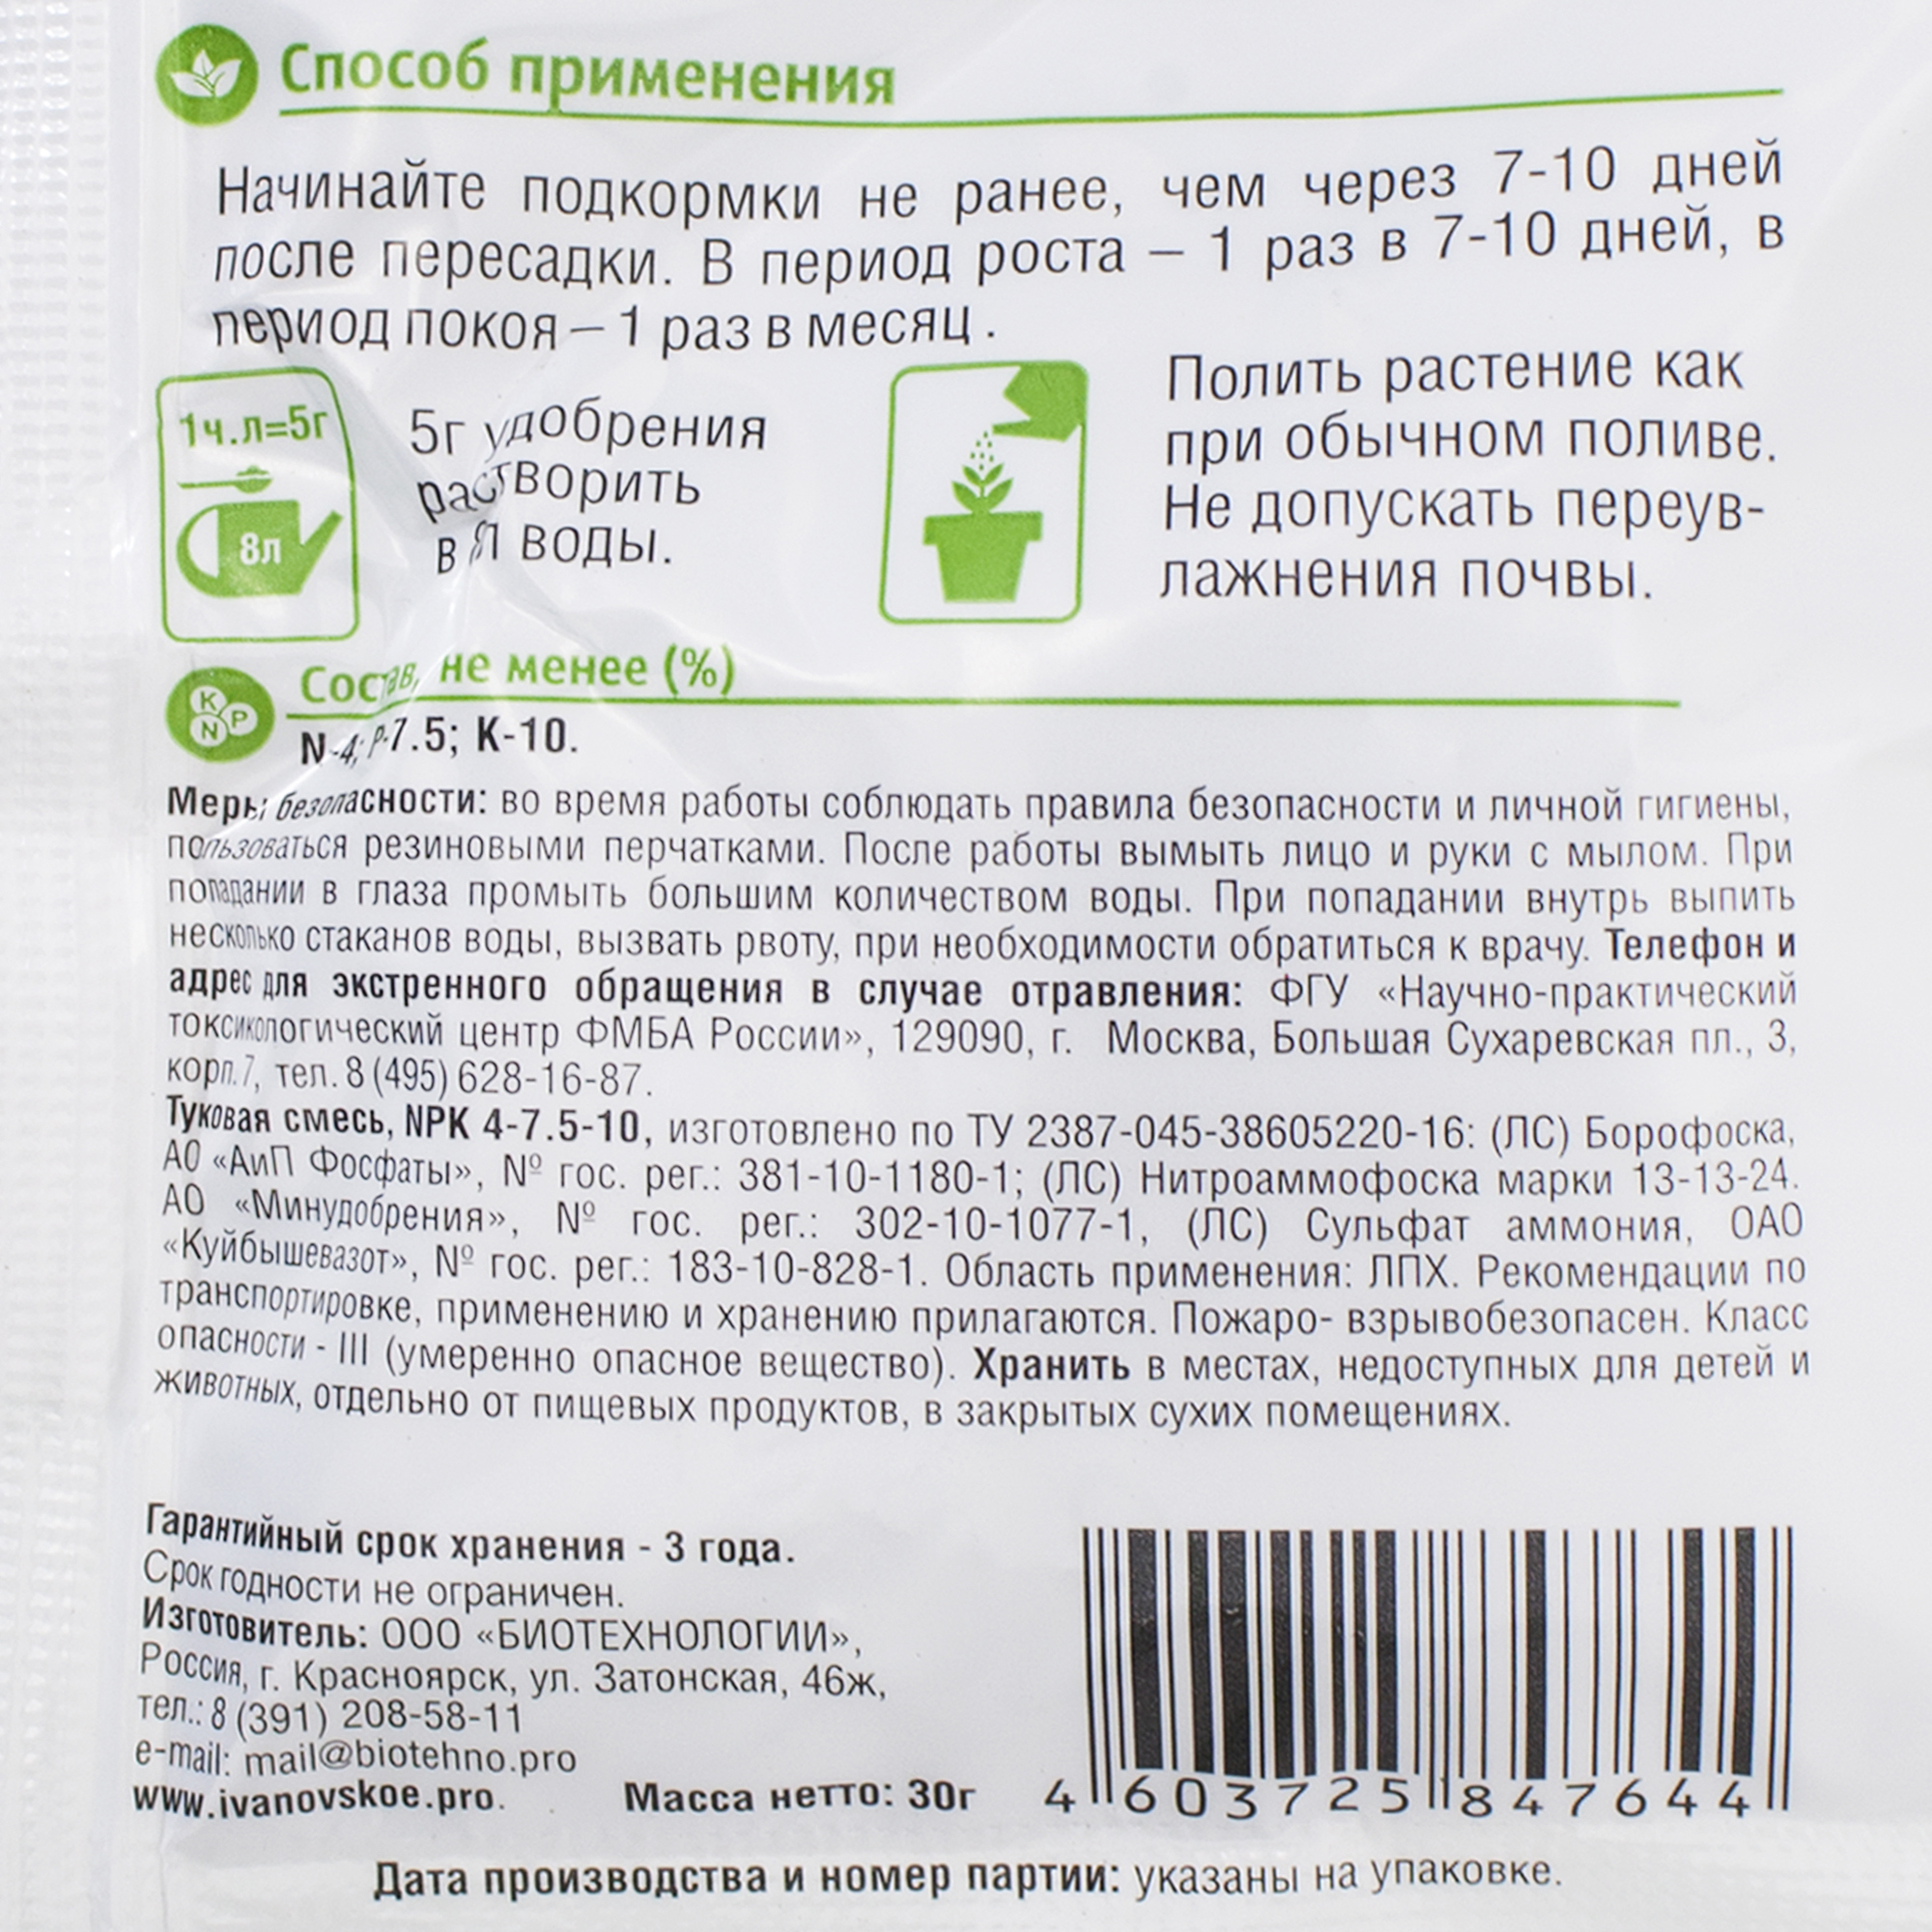 Способ применения
Начинайте подкормки не ранее, чем через 7-10 дней
после пересадки. В период роста – 1 раз в 7-10 дней, в
период покоя – 1 раз в месяц .
1ч.л=5г
8л
5г удобрения
растворить
в воды.
Полить растение как
при обычном поливе.
Не допускать переув-
лажнения почвы.
K
N P
Состав, не менее (%)
N-4; P-7.5; K-10.
Меры безопасности: во время работы соблюдать правила безопасности и личной гигиены,
пользоваться резиновыми перчатками. После работы вымыть лицо и руки с мылом. При
попадании в глаза промыть большим количеством воды. При попадании внутрь выпить
несколько стаканов воды, вызвать рвоту, при необходимости обратиться к врачу. Телефон и
адрес для экстренного обращения в случае отравления: ФГУ «Научно-практический
токсикологический центр ФМБА России», 129090, г. Москва, Большая Сухаревская пл., 3,
корп.7, тел. 8 (495) 628-16-87.
Туковая смесь, NPK 4-7.5-10, изготовлено по ТУ 2387-045-38605220-16: (ЛС) Борофоска,
АО «АиП Фосфаты», № гос. рег.: 381-10-1180-1; (ЛС) Нитроаммофоска марки 13-13-24.
АО «Минудобрения», № гос. рег.: 302-10-1077-1, (ЛС) Сульфат аммония, ОАО
«Куйбышевазот», № гос. рег.: 183-10-828-1. Область применения: ЛПХ. Рекомендации по
транспортировке, применению и хранению прилагаются. Пожаро- взрывобезопасен. Класс
опасности - III (умеренно опасное вещество). Хранить в местах, недоступных для детей и
животных, отдельно от пищевых продуктов, в закрытых сухих помещениях.
Гарантийный срок хранения - 3 года.
Срок годности не ограничен.
Изготовитель: ООО «БИОТЕХНОЛОГИИ»,
Россия, г. Красноярск, ул. Затонская, 46ж,
тел.: 8 (391) 208-58-11
e-mail: mail@biotehno.pro
www.ivanovskoe.pro.
Масса нетто: 30г
4 603725 847644
Дата производства и номер партии: указаны на упаковке.